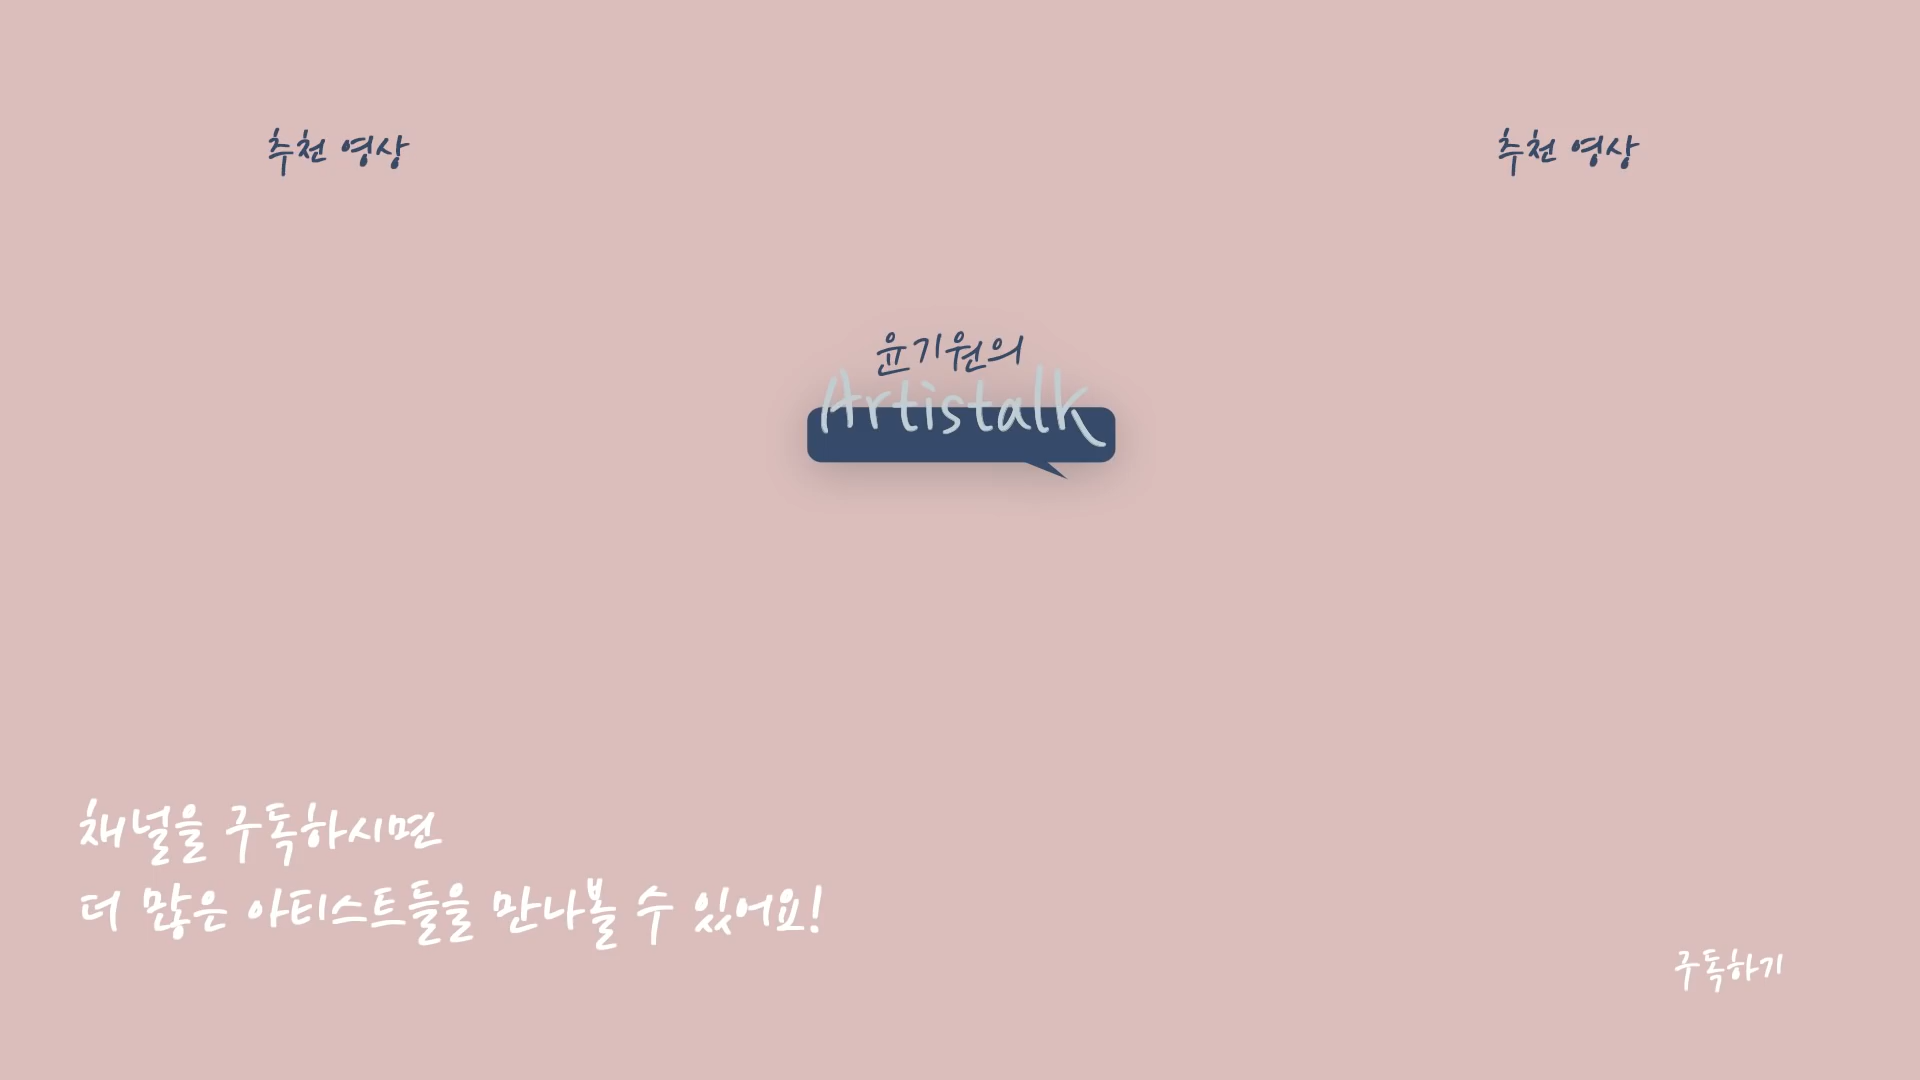 추천 영상
추천 영상
윤기원의
Artistalk
채널을 구독하시면
더 많은 아티스트들을 만나볼 수 있어요!
구독하기